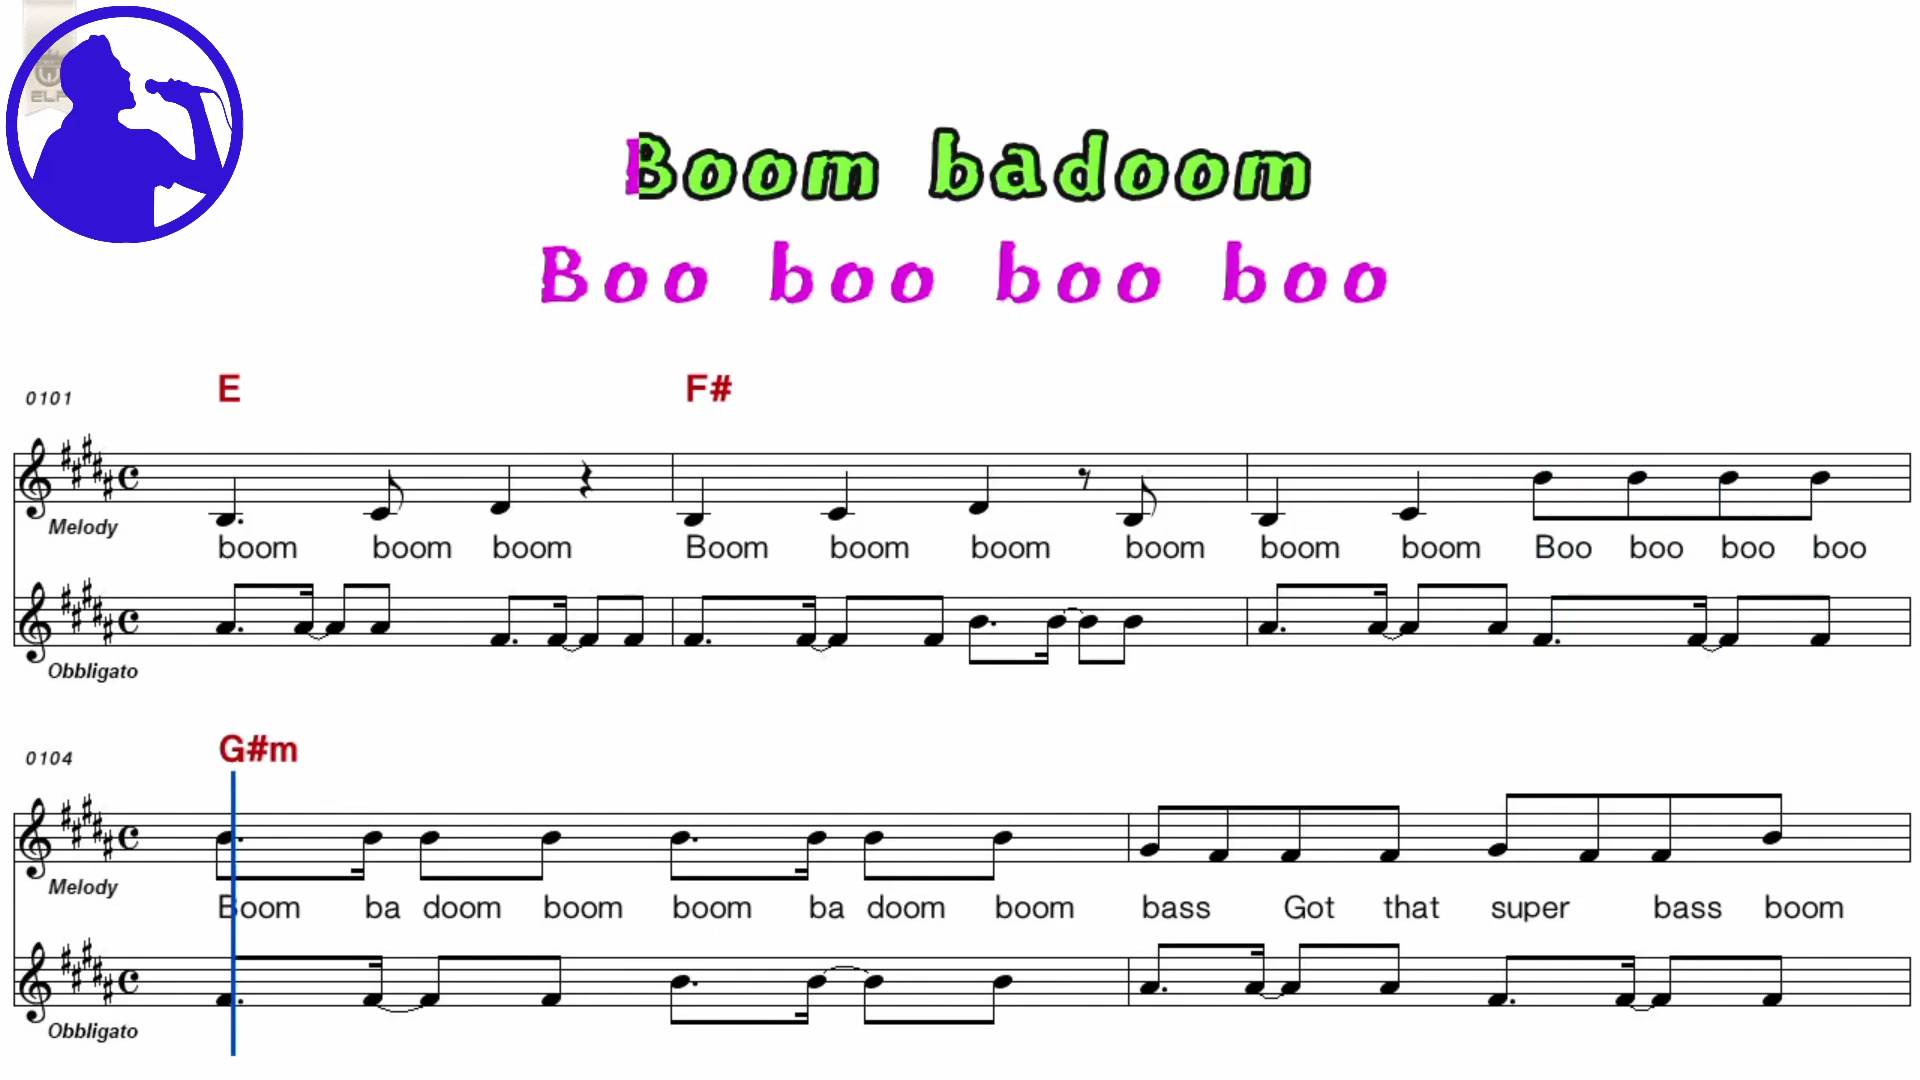 ELF
Boom badoom
Boo boo boo boo
0101 E F#
Melody
boom boom boom Boom boom boom boom boom boom Boo boo boo boo
Obbligato
0104 G#m
Melody
Boom ba doom boom boom ba doom boom bass Got that super bass boom
Obbligato